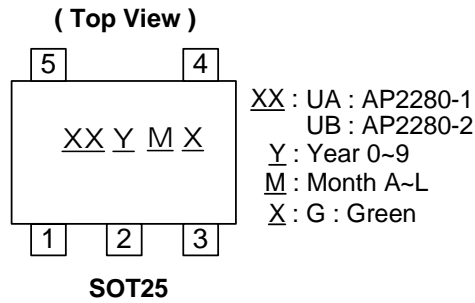 ( Top View )
5 4
XX Y M X
1 2 3
SOT25
XX : UA : AP2280-1
UB : AP2280-2
Y : Year 0~9
M : Month A~L
X : G : Green